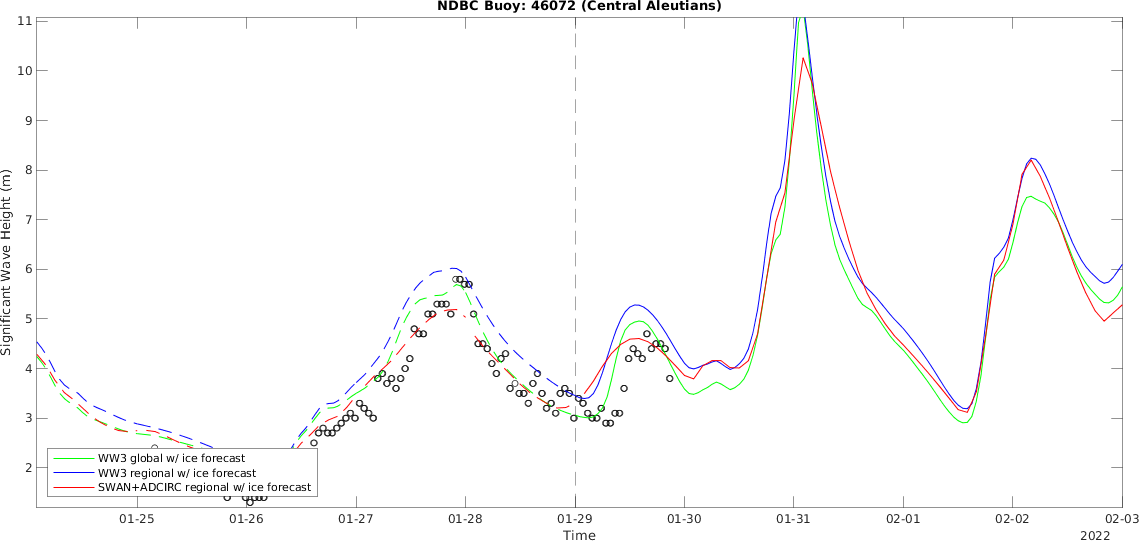 NDBC Buoy: 46072 (Central Aleutians)
11
10
9
8
7
6
5
4
3
2
Significant Wave Height (m)
WW3 global w/ ice forecast
WW3 regional w/ ice forecast
SWAN+ADCIRC regional w/ ice forecast
01-25 01-26 01-27 01-28 01-29 01-30 01-31 02-01 02-02 02-03
Time
2022